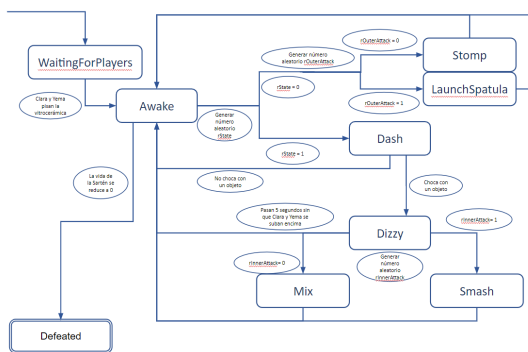 WaitingForPlayers
Clara y Yema
pisan la
vitrocerámica
Awake
Generar
número
aleatorio
rState
Generar número
aleatorio rOuterAttack
rState = 0
rOuterAttack = 0
Stomp
LaunchSpatula
rOuterAttack = 1
rState = 1
Dash
No choca con
un objeto
Choca con
un objeto
La vida de
la Sartén se
reduce a 0
Pasan 5 segundos sin
que Clara y Yema se
suban encima
Dizzy
Generar
número
aleatorio
rInnerAttack
rInnerAttack= 1
rInnerAttack= 0
Mix
Smash
Defeated